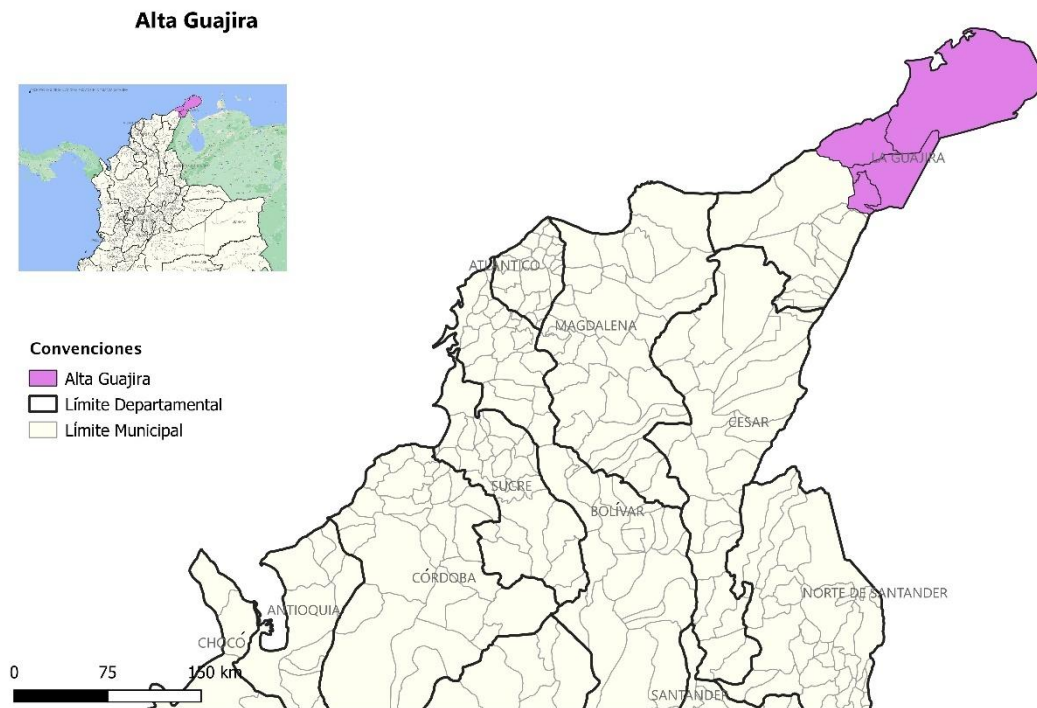 Alta Guajira
LA GUAJIRA
ATLÁNTICO
MAGDALENA
Convenciones
Alta Guajira
Límite Departamental
Límite Municipal
CESAR
SUCRE
BOLÍVAR
CÓRDOBA
NORTE DE SANTANDER
ANTIOQUIA
CHOCÓ
0 75 150 km
SANTANDER